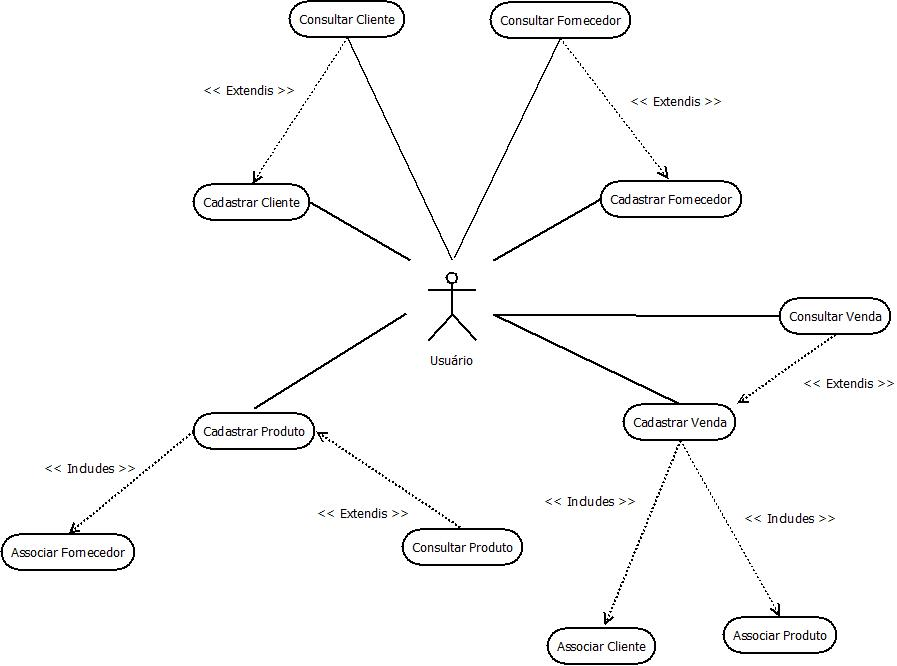 Consultar Cliente
Consultar Fornecedor
<< Extendis >>
<< Extendis >>
Cadastrar Cliente
Cadastrar Fornecedor
Consultar Venda
Usuário
<< Extendis >>
Cadastrar Produto
Cadastrar Venda
<< Includes >>
<< Extendis >>
<< Includes >>
<< Includes >>
Associar Fornecedor
Consultar Produto
Associar Cliente
Associar Produto